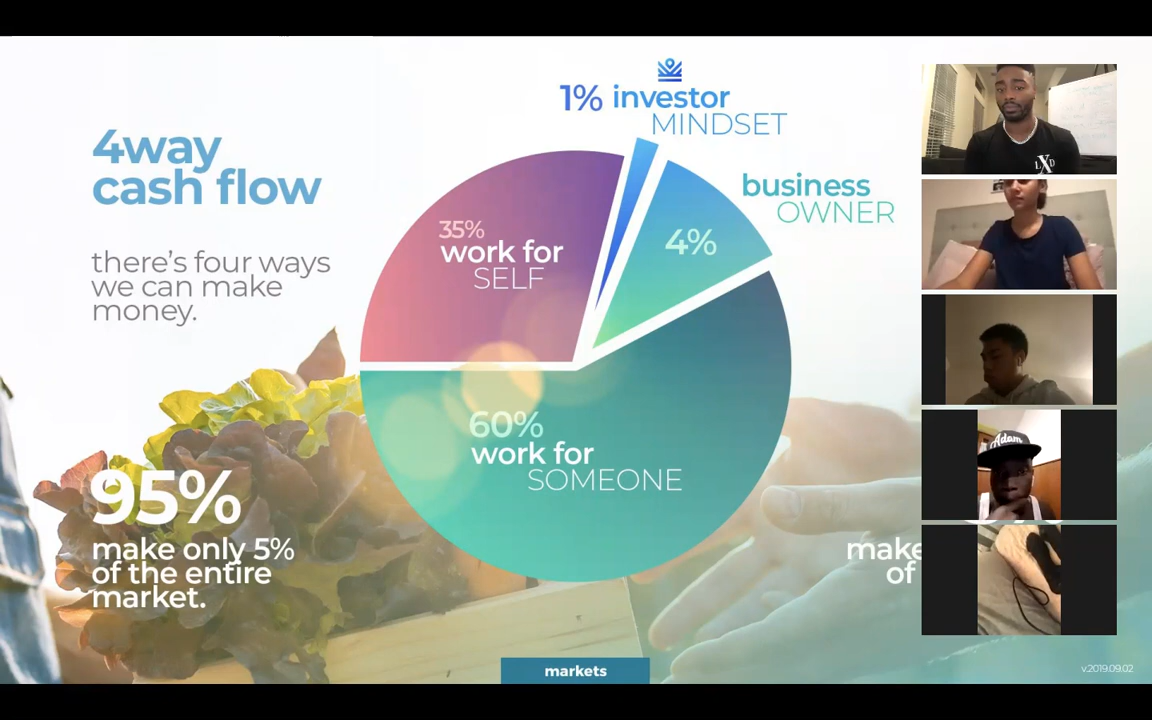 4way
cash flow
there's four ways
we can make
money.
95%
make only 5%
of the entire
market.
1% investor
MINDSET
business
OWNER
4%
35%
work for
SELF
60%
work for
SOMEONE
make
of
markets
LXD
Adam
v.2019.09.02